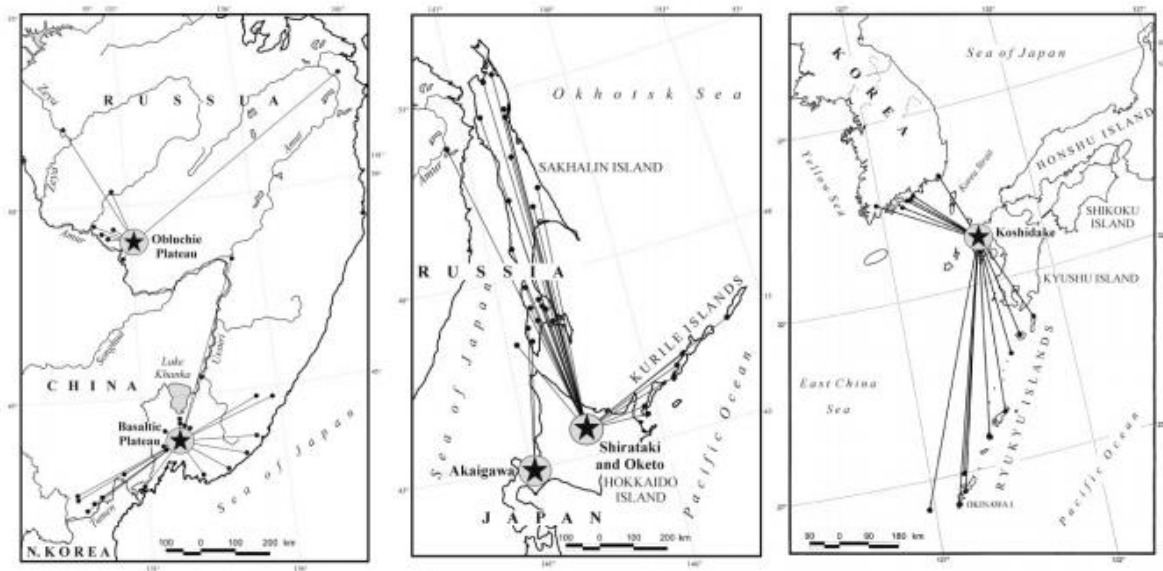 RUSSIA
Zeya
Zeya
Amur
Amur
Obluchie
Plateau
Ussuri
Lake
Khanka
CHINA
Basaltic
Plateau
Tumen
Sea of Japan
N. KOREA
100 0 100 200 km
Okhotsk Sea
SAKHALIN ISLAND
Amur
RUSSIA
Sea of Japan
KURILE ISLANDS
Pacific Ocean
Shirataki
and Oketo
Akaigawa
HOKKAIDO
ISLAND
JAPAN
100 0 100 200 km
Sea of Japan
KOREA
Yellow Sea
Korea Strait
HONSHU ISLAND
SHIKOKU
ISLAND
Koshidake
KYUSHU ISLAND
East China
Sea
RYUKYU ISLANDS
OKINAWA I.
Pacific Ocean
90 0 90 180 km